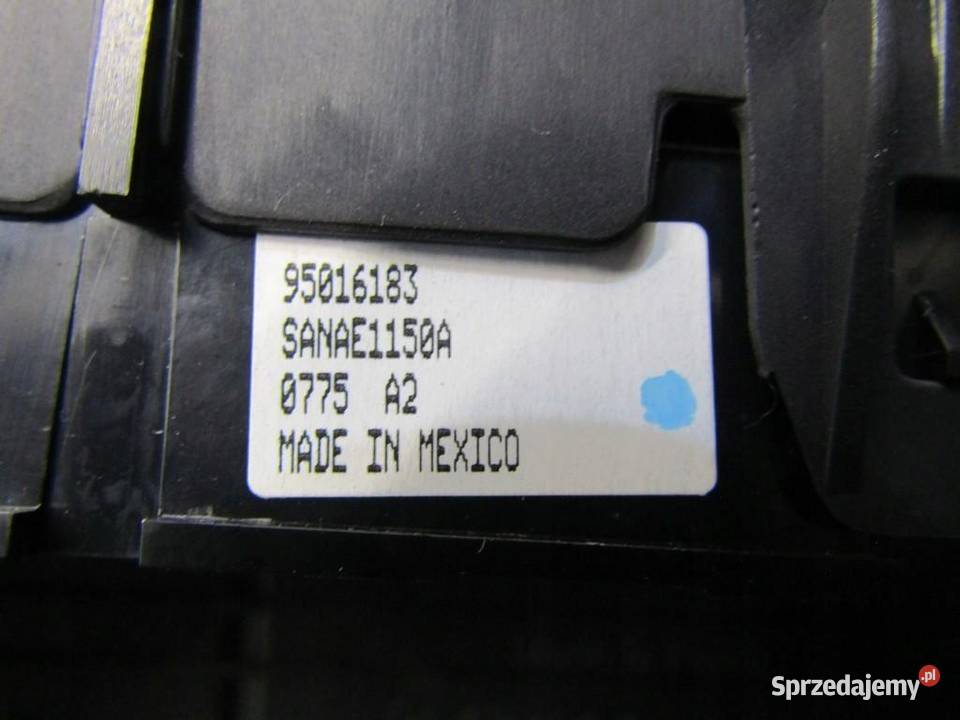 95016183
SANAE1150A
0775 A2
MADE IN MEXICO
Sprzedajemy.pl